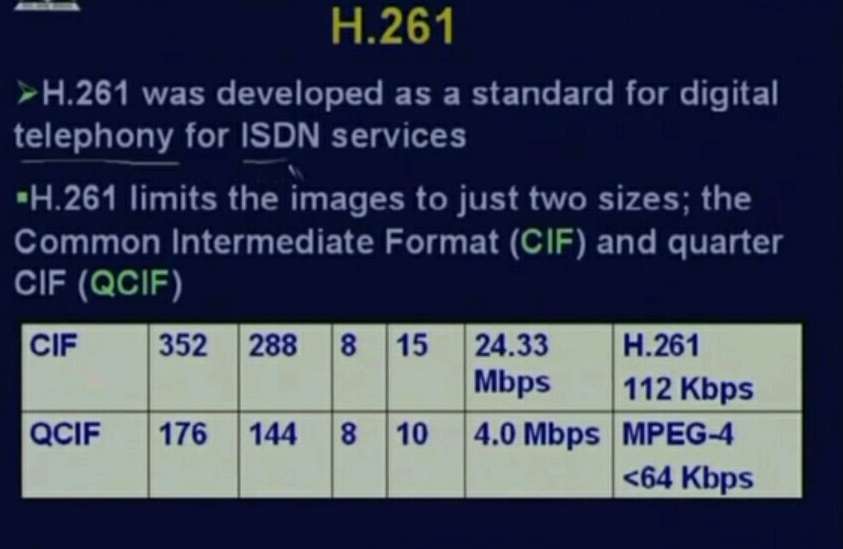 H.261
➢H.261 was developed as a standard for digital
telephony for ISDN services
▪H.261 limits the images to just two sizes; the
Common Intermediate Format (CIF) and quarter
CIF (QCIF)
CIF 352 288 8 15 24.33 Mbps H.261 112 Kbps
QCIF 176 144 8 10 4.0 Mbps MPEG-4 <64 Kbps